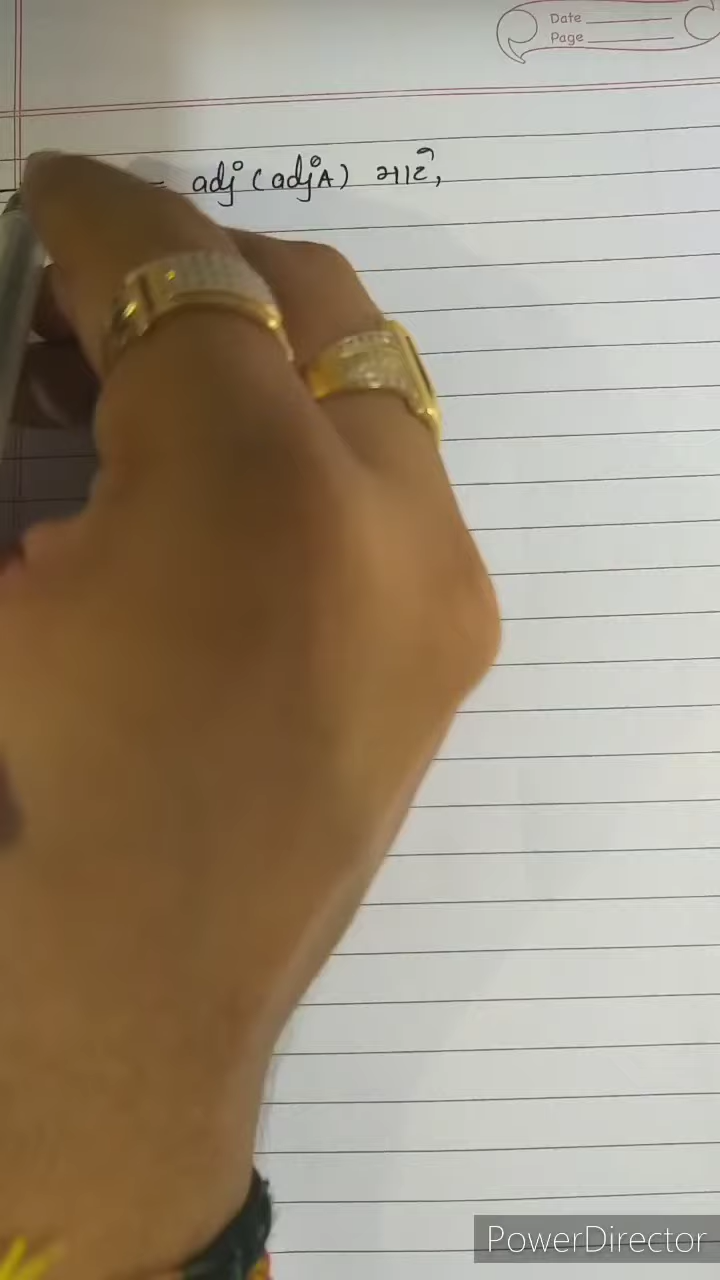 Date
Page
= adj (adjA) માટે,
PowerDirector